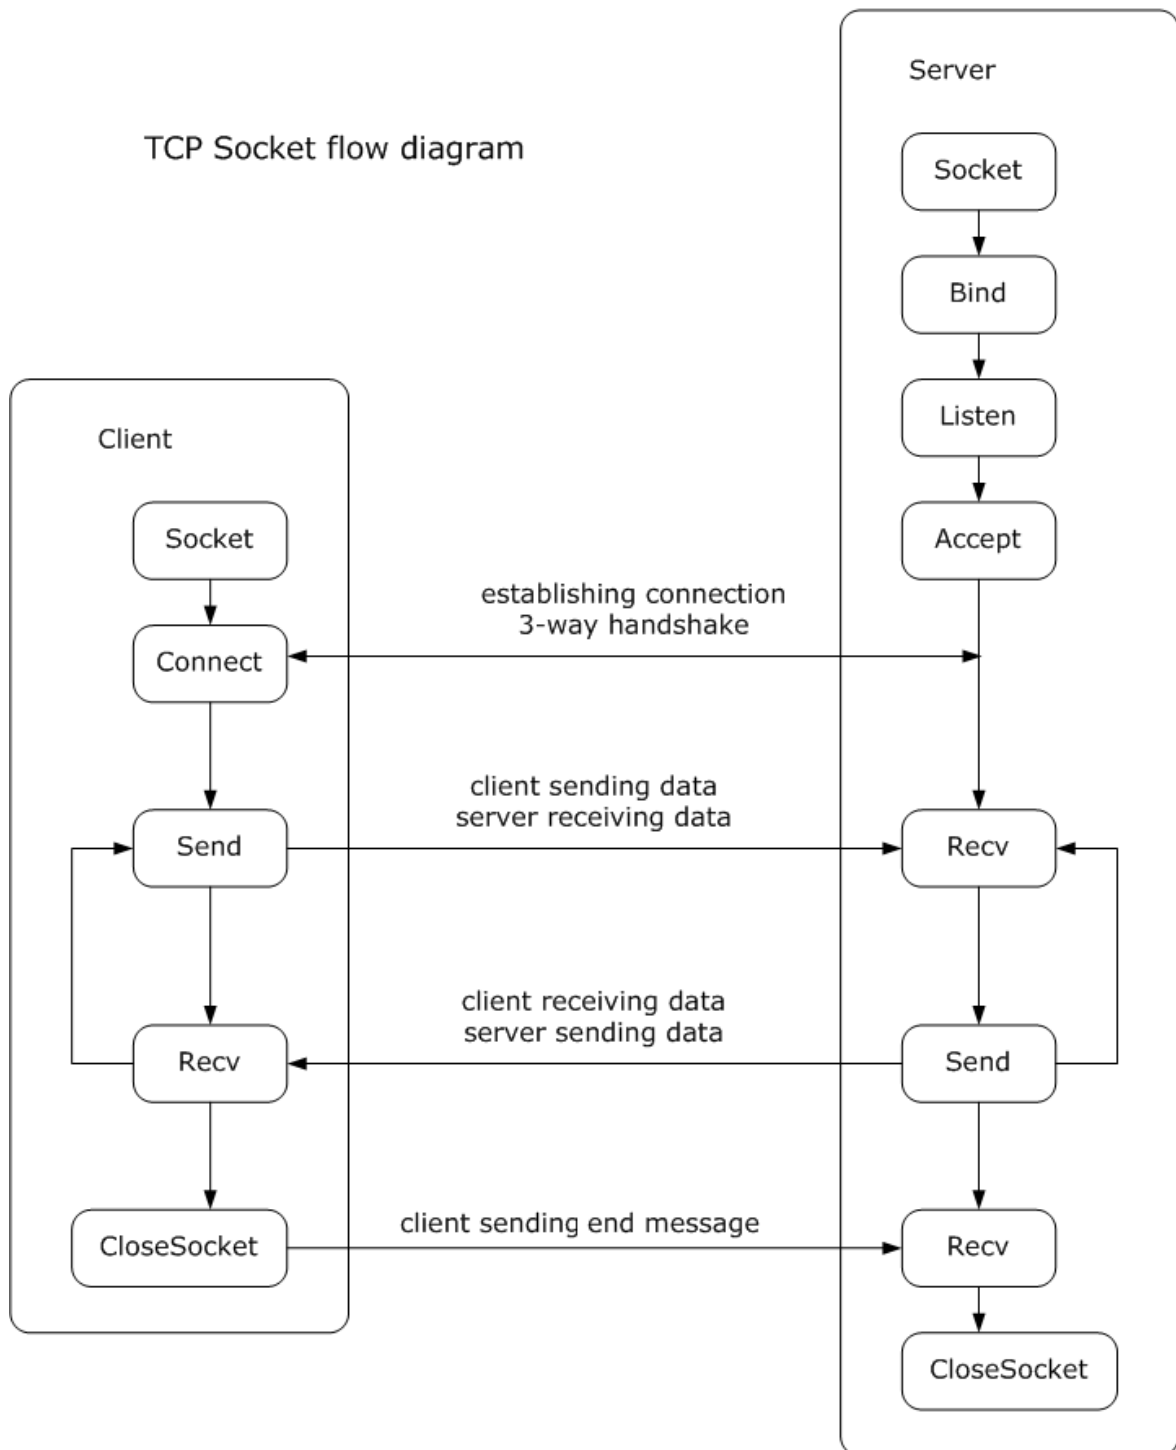 TCP Socket flow diagram
Client
Socket
Connect
Send
Recv
CloseSocket
establishing connection
3-way handshake
client sending data
server receiving data
client receiving data
server sending data
client sending end message
Server
Socket
Bind
Listen
Accept
Recv
Send
Recv
CloseSocket